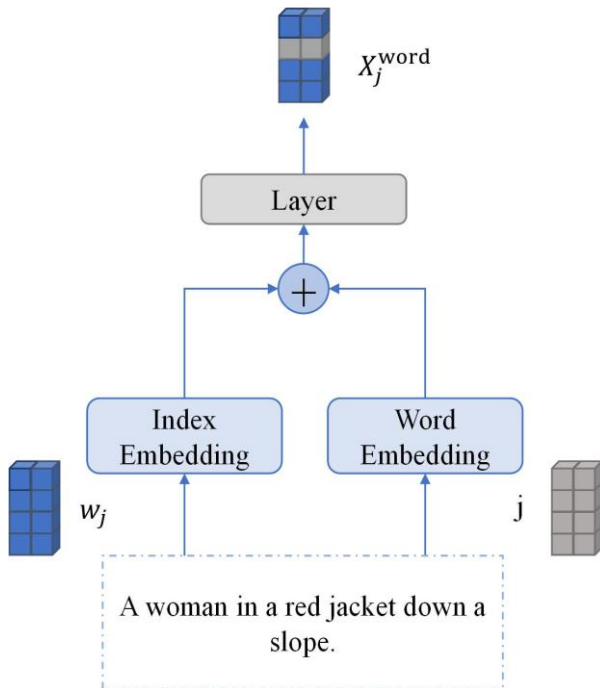 X_j^word
Layer
+
Index
Embedding
Word
Embedding
w_j
j
A woman in a red jacket down a
slope.